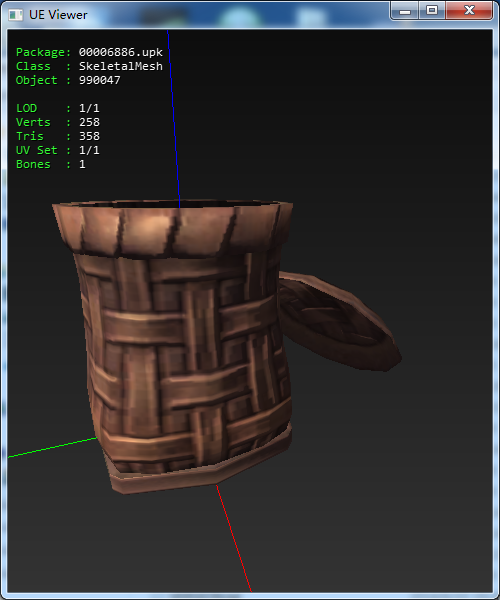 UE Viewer
Package: 00006886.upk
Class : SkeletalMesh
Object : 990047
LOD : 1/1
Verts : 258
Tris : 358
UV Set : 1/1
Bones : 1